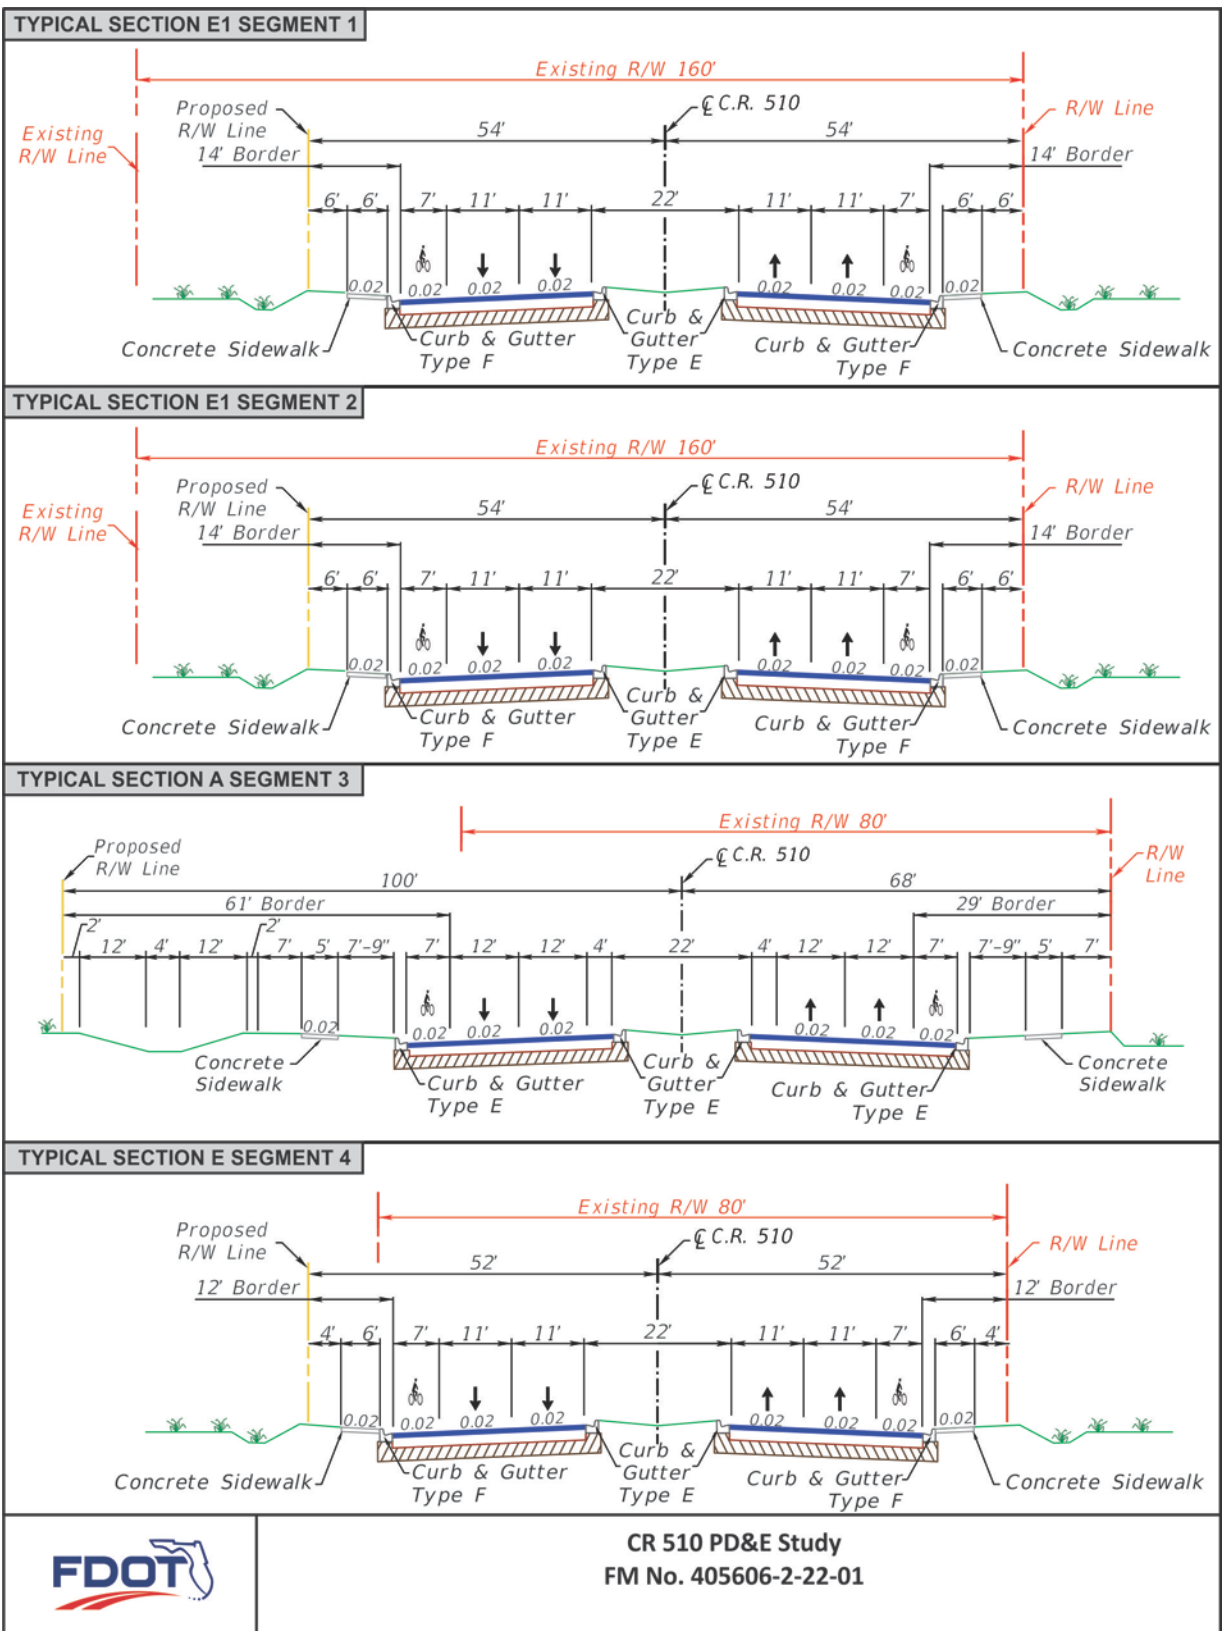 TYPICAL SECTION E1 SEGMENT 1
Existing R/W 160'
Proposed
R/W Line
℄ C.R. 510
R/W Line
Existing
R/W Line
54'
54'
14' Border
14' Border
6' 6' 7' 11' 11' 22' 11' 11' 7' 6' 6'
0.02 0.02 0.02 0.02 0.02 0.02 0.02 0.02
Concrete Sidewalk
Curb & Gutter
Type F
Curb &
Gutter
Type E
Curb & Gutter
Type F
Concrete Sidewalk
TYPICAL SECTION E1 SEGMENT 2
Existing R/W 160'
Proposed
R/W Line
℄ C.R. 510
R/W Line
Existing
R/W Line
54'
54'
14' Border
14' Border
6' 6' 7' 11' 11' 22' 11' 11' 7' 6' 6'
0.02 0.02 0.02 0.02 0.02 0.02 0.02 0.02
Concrete Sidewalk
Curb & Gutter
Type F
Curb &
Gutter
Type E
Curb & Gutter
Type F
Concrete Sidewalk
TYPICAL SECTION A SEGMENT 3
Existing R/W 80'
Proposed
R/W Line
℄ C.R. 510
R/W
Line
100'
68'
61' Border
29' Border
2' 2'
12' 4' 12' 7' 5' 7'-9" 7' 12' 12' 4' 22' 4' 12' 12' 7' 7'-9" 5' 7'
0.02 0.02 0.02 0.02 0.02 0.02 0.02
Concrete
Sidewalk
Curb & Gutter
Type E
Curb &
Gutter
Type E
Curb & Gutter
Type E
Concrete
Sidewalk
TYPICAL SECTION E SEGMENT 4
Existing R/W 80'
Proposed
R/W Line
℄ C.R. 510
R/W Line
52'
52'
12' Border
12' Border
4' 6' 7' 11' 11' 22' 11' 11' 7' 6' 4'
0.02 0.02 0.02 0.02 0.02 0.02 0.02 0.02
Concrete Sidewalk
Curb & Gutter
Type F
Curb &
Gutter
Type E
Curb & Gutter
Type F
Concrete Sidewalk
FDOT
CR 510 PD&E Study
FM No. 405606-2-22-01